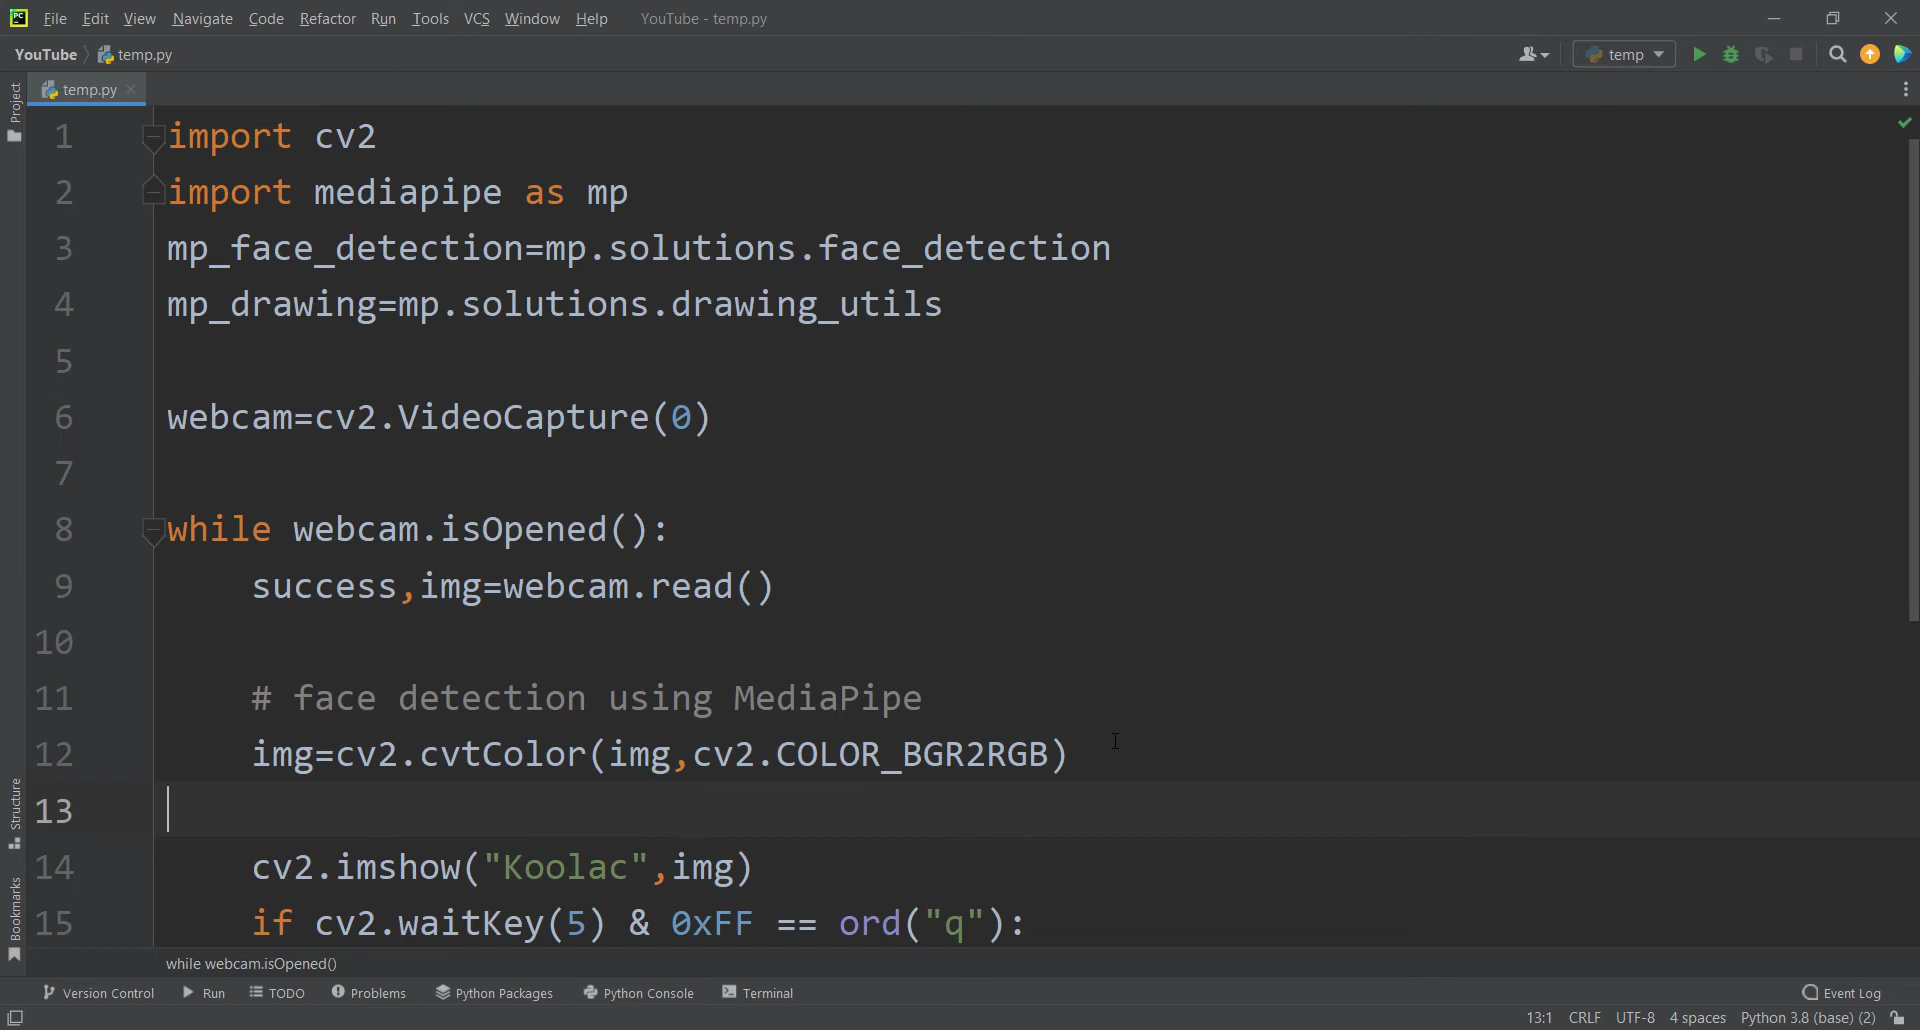 PC File Edit View Navigate Code Refactor Run Tools VCS Window Help YouTube - temp.py
YouTube temp.py temp
Project
temp.py
1 import cv2
2 import mediapipe as mp
3 mp_face_detection=mp.solutions.face_detection
4 mp_drawing=mp.solutions.drawing_utils
5
6 webcam=cv2.VideoCapture(0)
7
8 while webcam.isOpened():
9 success,img=webcam.read()
10
11 # face detection using MediaPipe
12 img=cv2.cvtColor(img,cv2.COLOR_BGR2RGB)
13
14 cv2.imshow("Koolac",img)
15 if cv2.waitKey(5) & 0xFF == ord("q"):
Structure
Bookmarks
while webcam.isOpened()
Version Control Run TODO Problems Python Packages Python Console Terminal Event Log
13:1 CRLF UTF-8 4 spaces Python 3.8 (base) (2)